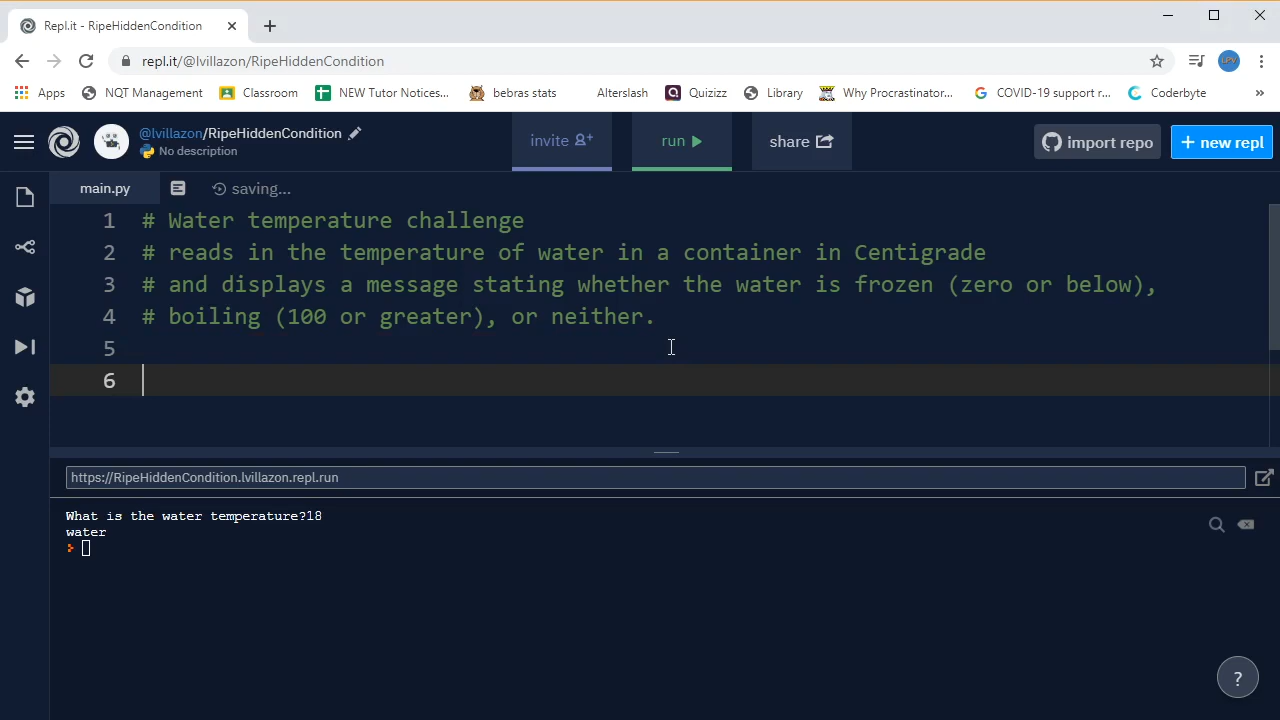 Repl.it - RipeHiddenCondition
repl.it/@lvillazon/RipeHiddenCondition
Apps NQT Management Classroom NEW Tutor Notices... bebras stats Alterslash Quizizz Library Why Procrastinator... COVID-19 support r... Coderbyte »
@lvillazon/RipeHiddenCondition
No description
invite run share import repo + new repl
main.py saving...
1 # Water temperature challenge
2 # reads in the temperature of water in a container in Centigrade
3 # and displays a message stating whether the water is frozen (zero or below),
4 # boiling (100 or greater), or neither.
5
6
https://RipeHiddenCondition.lvillazon.repl.run
What is the water temperature?18
water
?